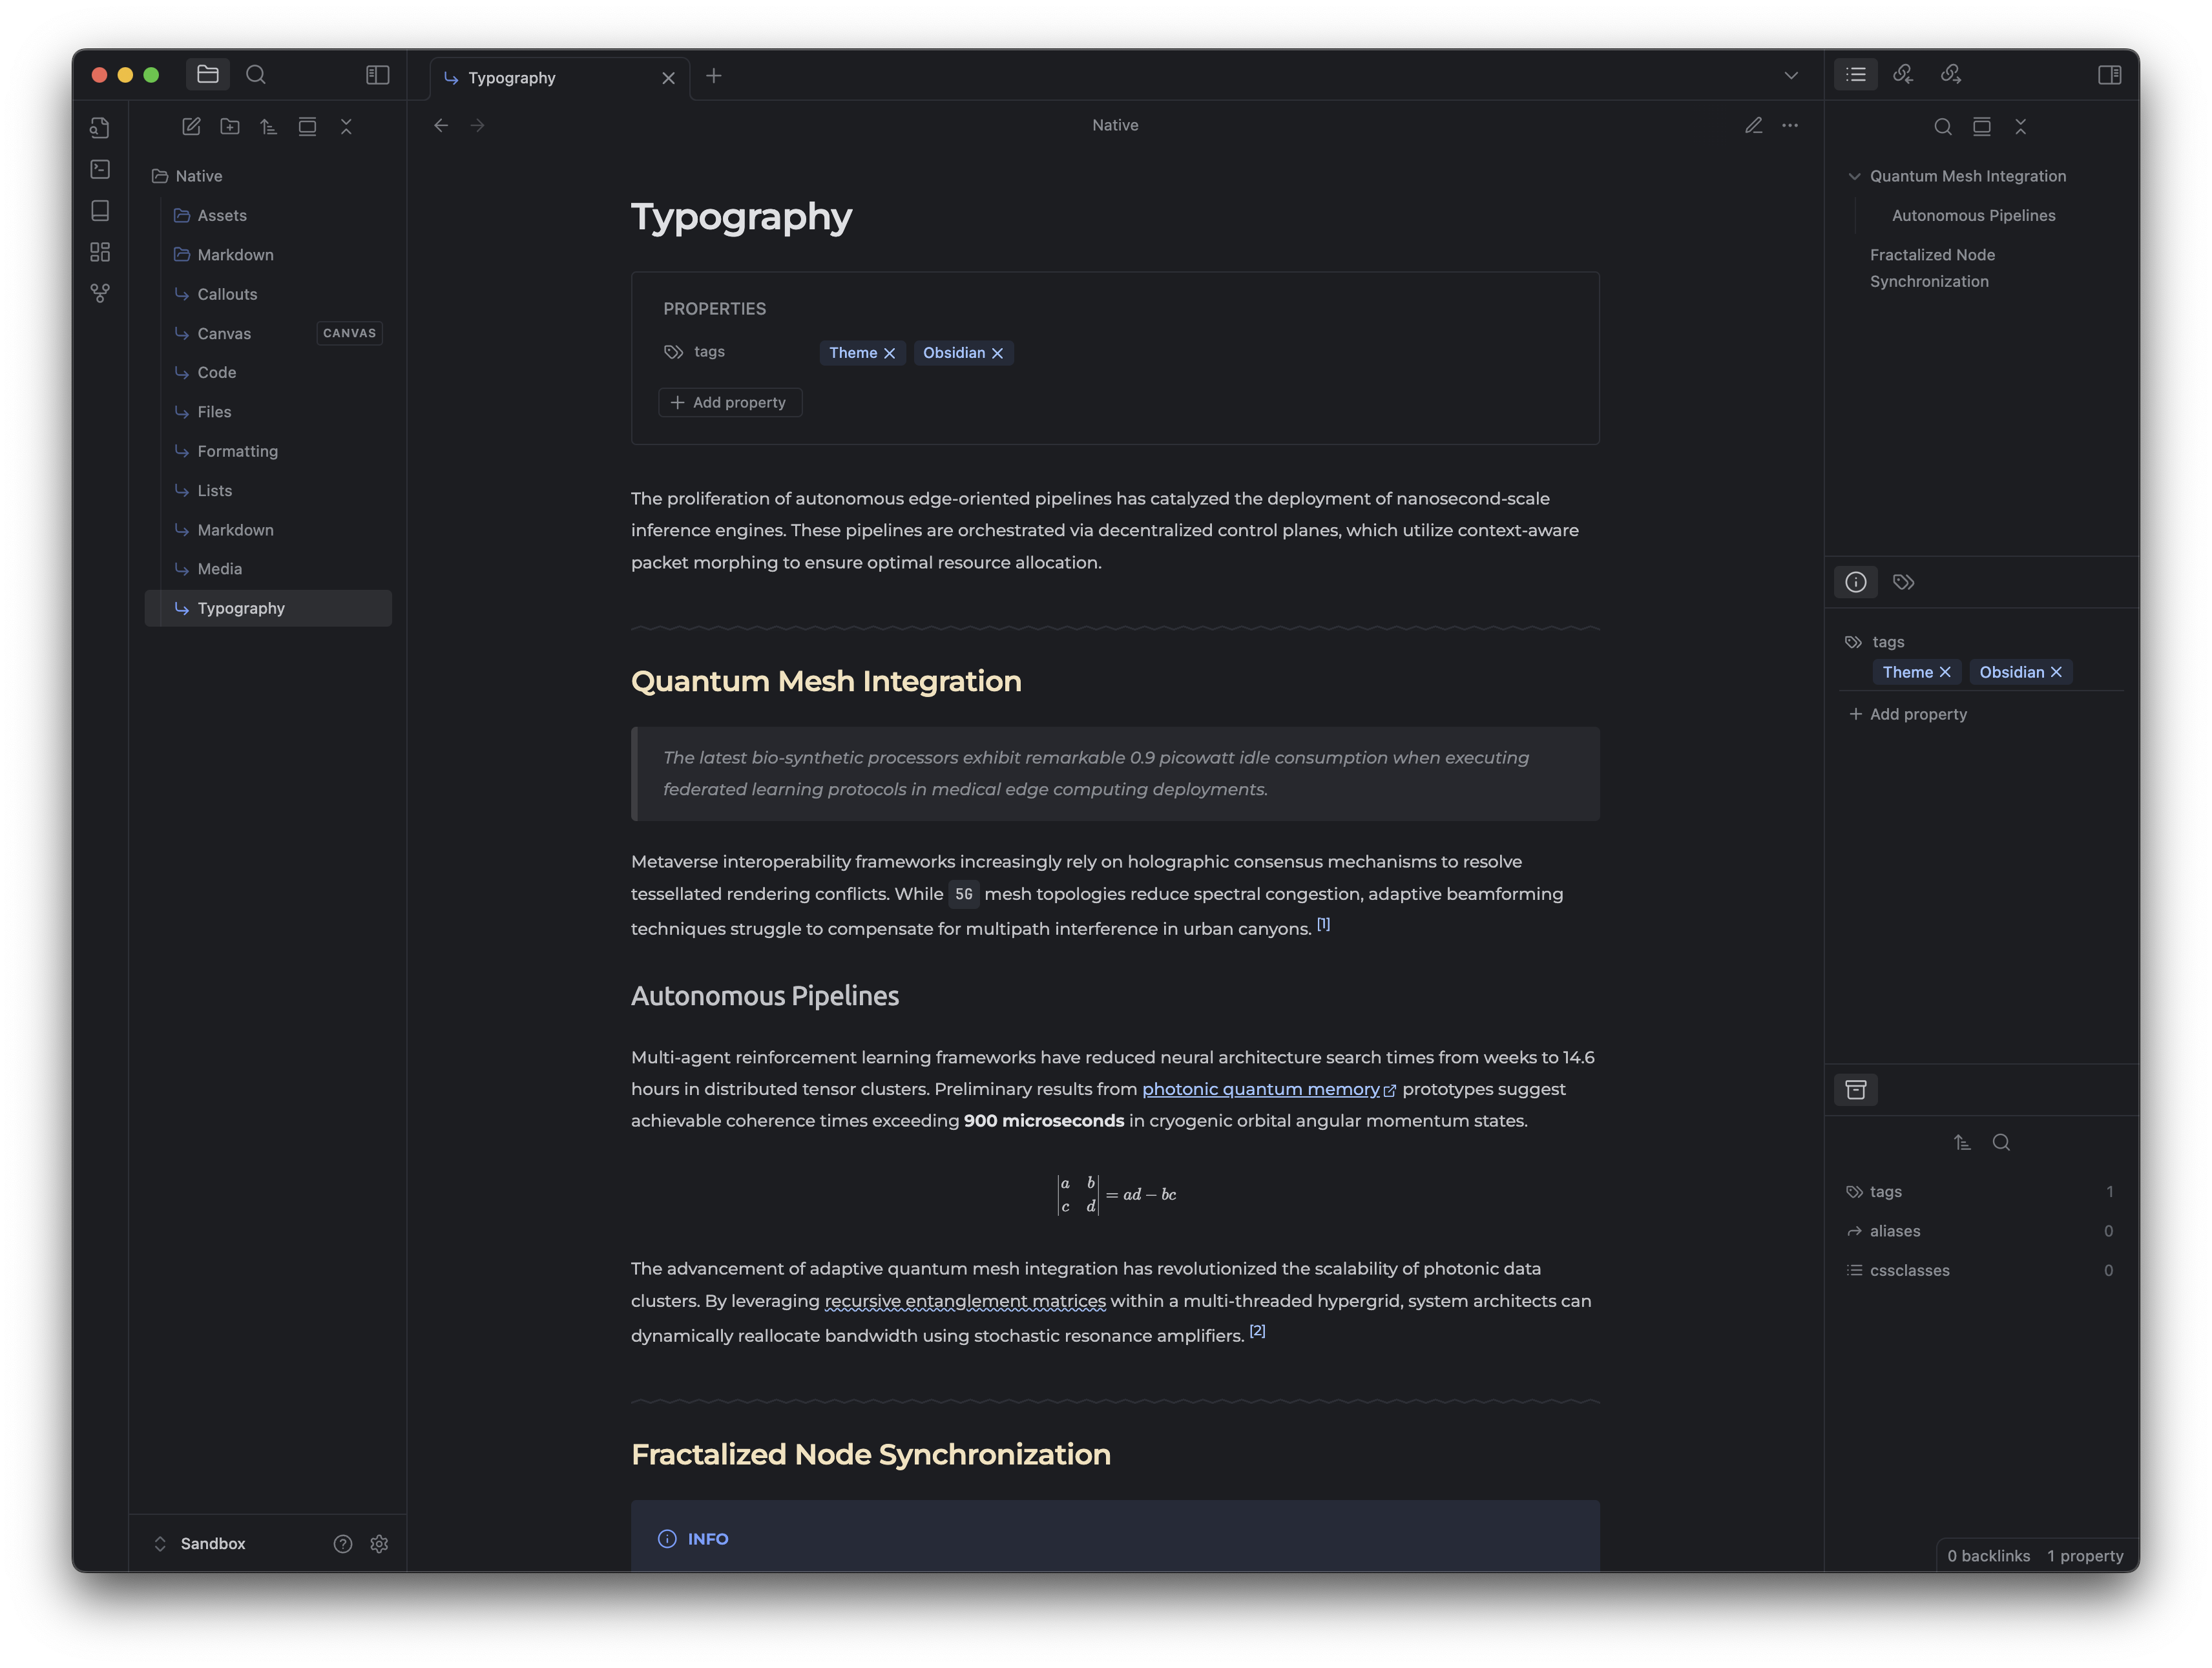 Typography
Native
Native
Assets
Markdown
Callouts
Canvas CANVAS
Code
Files
Formatting
Lists
Markdown
Media
Typography
Sandbox
Typography
PROPERTIES
tags Theme Obsidian
Add property
The proliferation of autonomous edge-oriented pipelines has catalyzed the deployment of nanosecond-scale
inference engines. These pipelines are orchestrated via decentralized control planes, which utilize context-aware
packet morphing to ensure optimal resource allocation.
Quantum Mesh Integration
The latest bio-synthetic processors exhibit remarkable 0.9 picowatt idle consumption when executing
federated learning protocols in medical edge computing deployments.
Metaverse interoperability frameworks increasingly rely on holographic consensus mechanisms to resolve
tessellated rendering conflicts. While 5G mesh topologies reduce spectral congestion, adaptive beamforming
techniques struggle to compensate for multipath interference in urban canyons. [1]
Autonomous Pipelines
Multi-agent reinforcement learning frameworks have reduced neural architecture search times from weeks to 14.6
hours in distributed tensor clusters. Preliminary results from photonic quantum memory prototypes suggest
achievable coherence times exceeding 900 microseconds in cryogenic orbital angular momentum states.
|a b|
|c d| = ad − bc
The advancement of adaptive quantum mesh integration has revolutionized the scalability of photonic data
clusters. By leveraging recursive entanglement matrices within a multi-threaded hypergrid, system architects can
dynamically reallocate bandwidth using stochastic resonance amplifiers. [2]
Fractalized Node Synchronization
INFO
Quantum Mesh Integration
Autonomous Pipelines
Fractalized Node
Synchronization
tags
Theme Obsidian
Add property
tags 1
aliases 0
cssclasses 0
0 backlinks 1 property